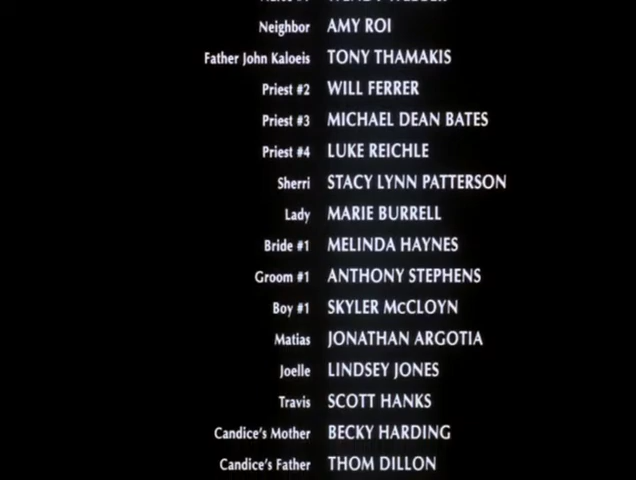 Neighbor AMY ROI
Father John Kaloeis TONY THAMAKIS
Priest #2 WILL FERRER
Priest #3 MICHAEL DEAN BATES
Priest #4 LUKE REICHLE
Sherri STACY LYNN PATTERSON
Lady MARIE BURRELL
Bride #1 MELINDA HAYNES
Groom #1 ANTHONY STEPHENS
Boy #1 SKYLER McCLOYN
Matias JONATHAN ARGOTIA
Joelle LINDSEY JONES
Travis SCOTT HANKS
Candice's Mother BECKY HARDING
Candice's Father THOM DILLON